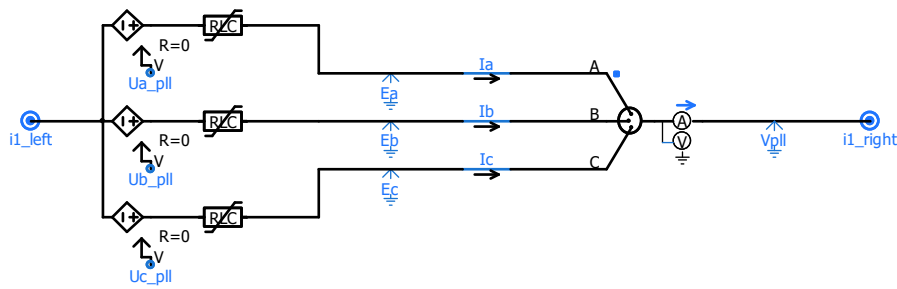 RLC
R=0
V
Ua_pll
Ia
A
Ea
i1_left
R=0
V
Ub_pll
RLC
Ib
B
Eb
A
V
Vpll
i1_right
Ic
C
Ec
RLC
R=0
V
Uc_pll